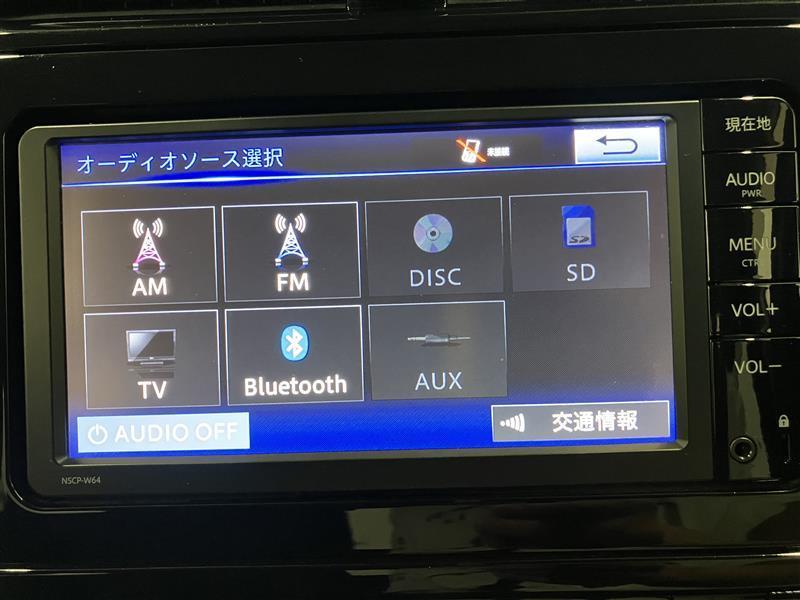 オーディオソース選択
未接続
現在地
AUDIO
PWR
AM
FM
DISC
SD
MENU
TV
Bluetooth
AUX
VOL+
VOL−
AUDIO OFF
交通情報
NSCP-W64